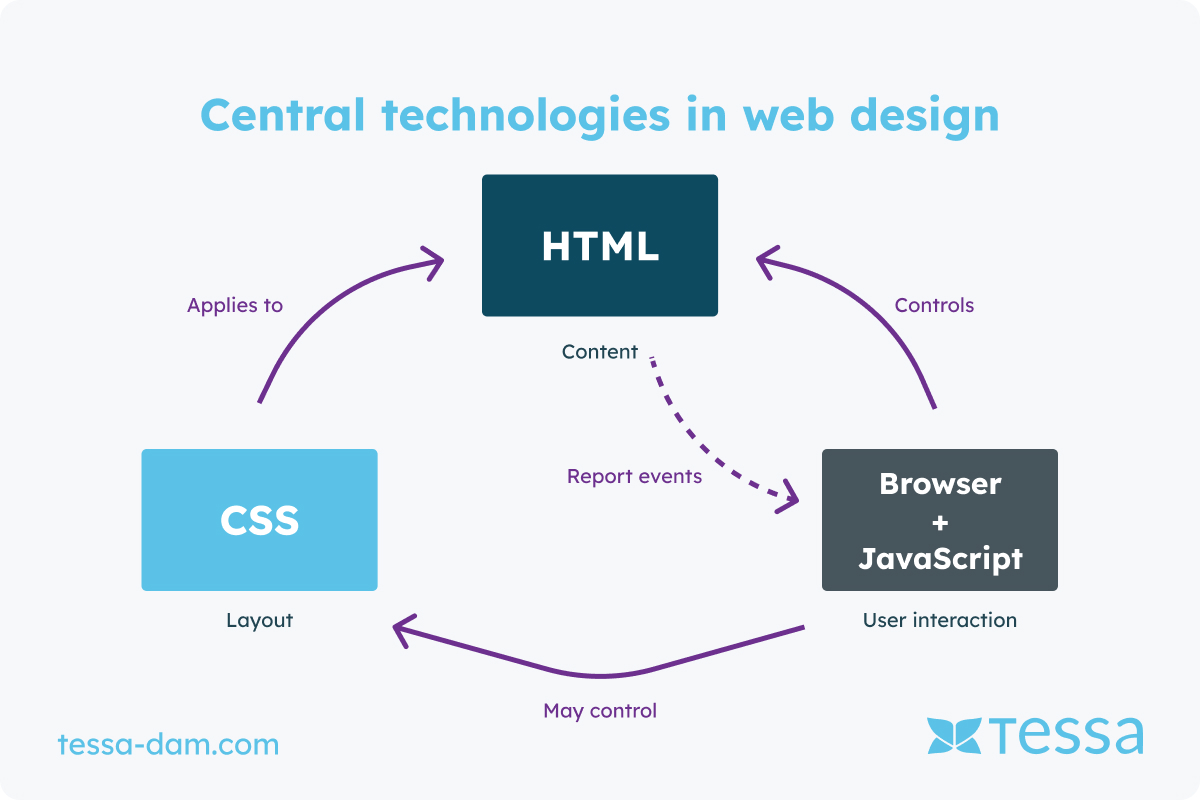 Central technologies in web design
HTML
Applies to
Controls
Content
Report events
CSS
Browser
+
JavaScript
Layout
User interaction
May control
tessa-dam.com
Tessa